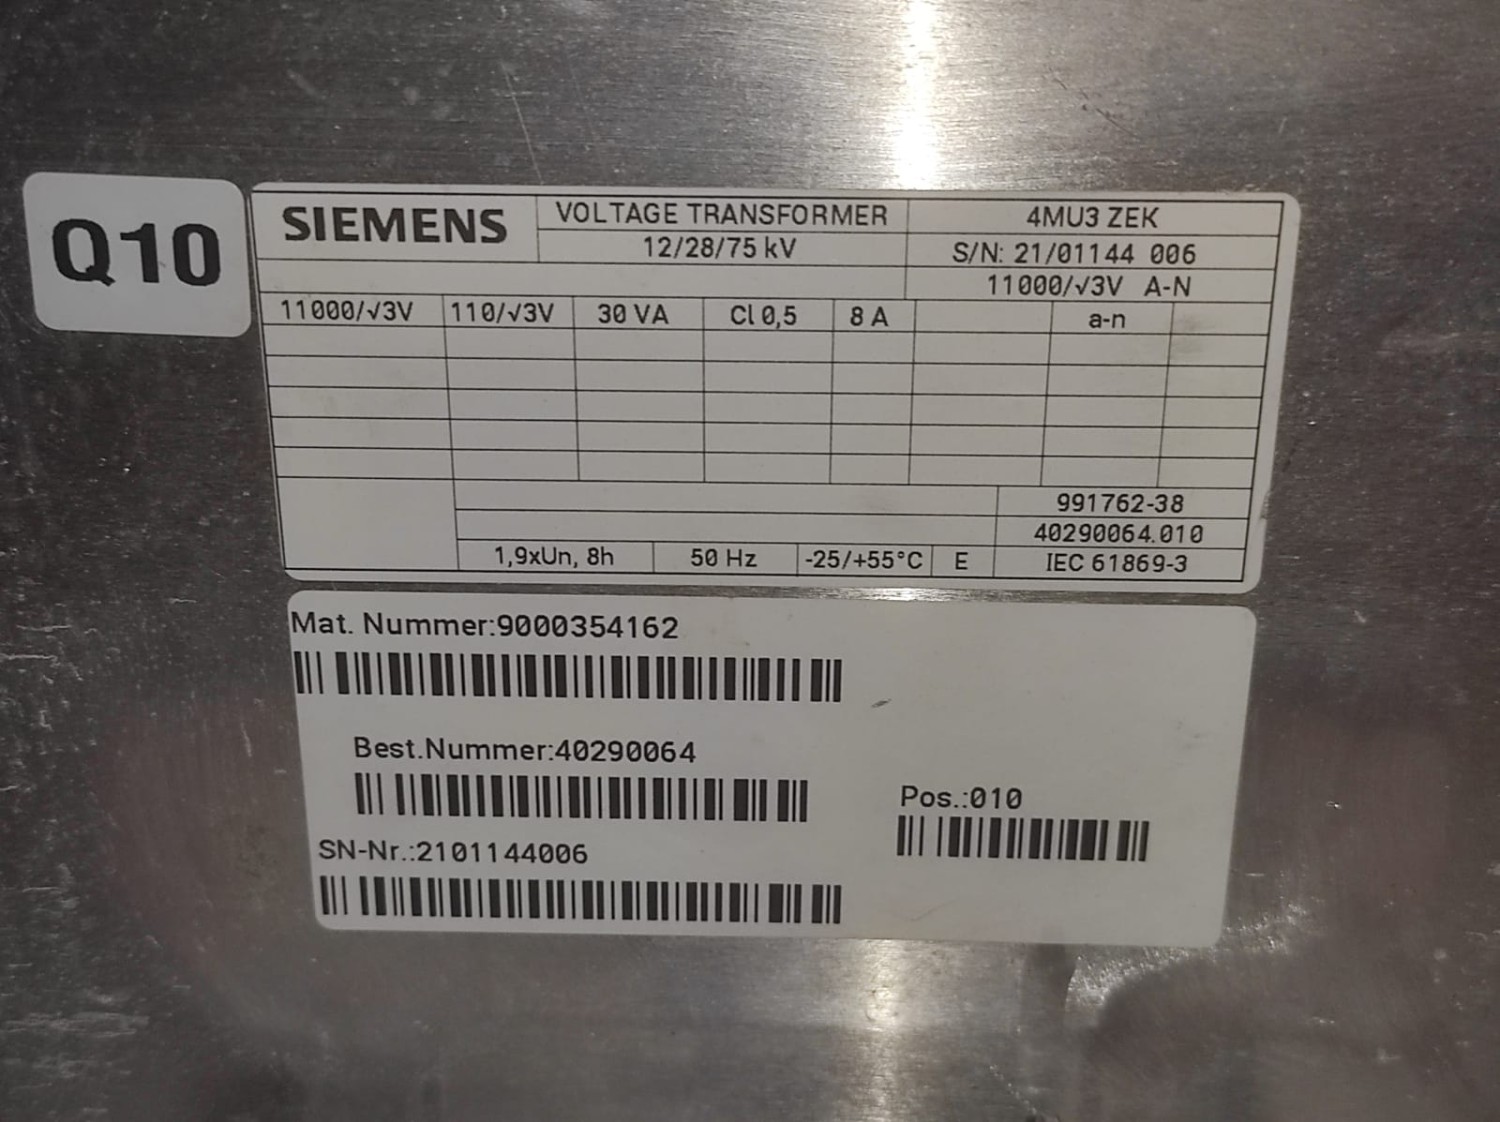 Q10
SIEMENS
VOLTAGE TRANSFORMER
4MU3 ZEK
12/28/75 kV
S/N: 21/01144 006
11000/√3V A-N
11000/√3V 110/√3V 30 VA Cl 0,5 8 A a-n
991762-38
40290064.010
1,9xUn, 8h 50 Hz -25/+55°C E IEC 61869-3
Mat. Nummer:9000354162
Best.Nummer:40290064
Pos.:010
SN-Nr.:2101144006